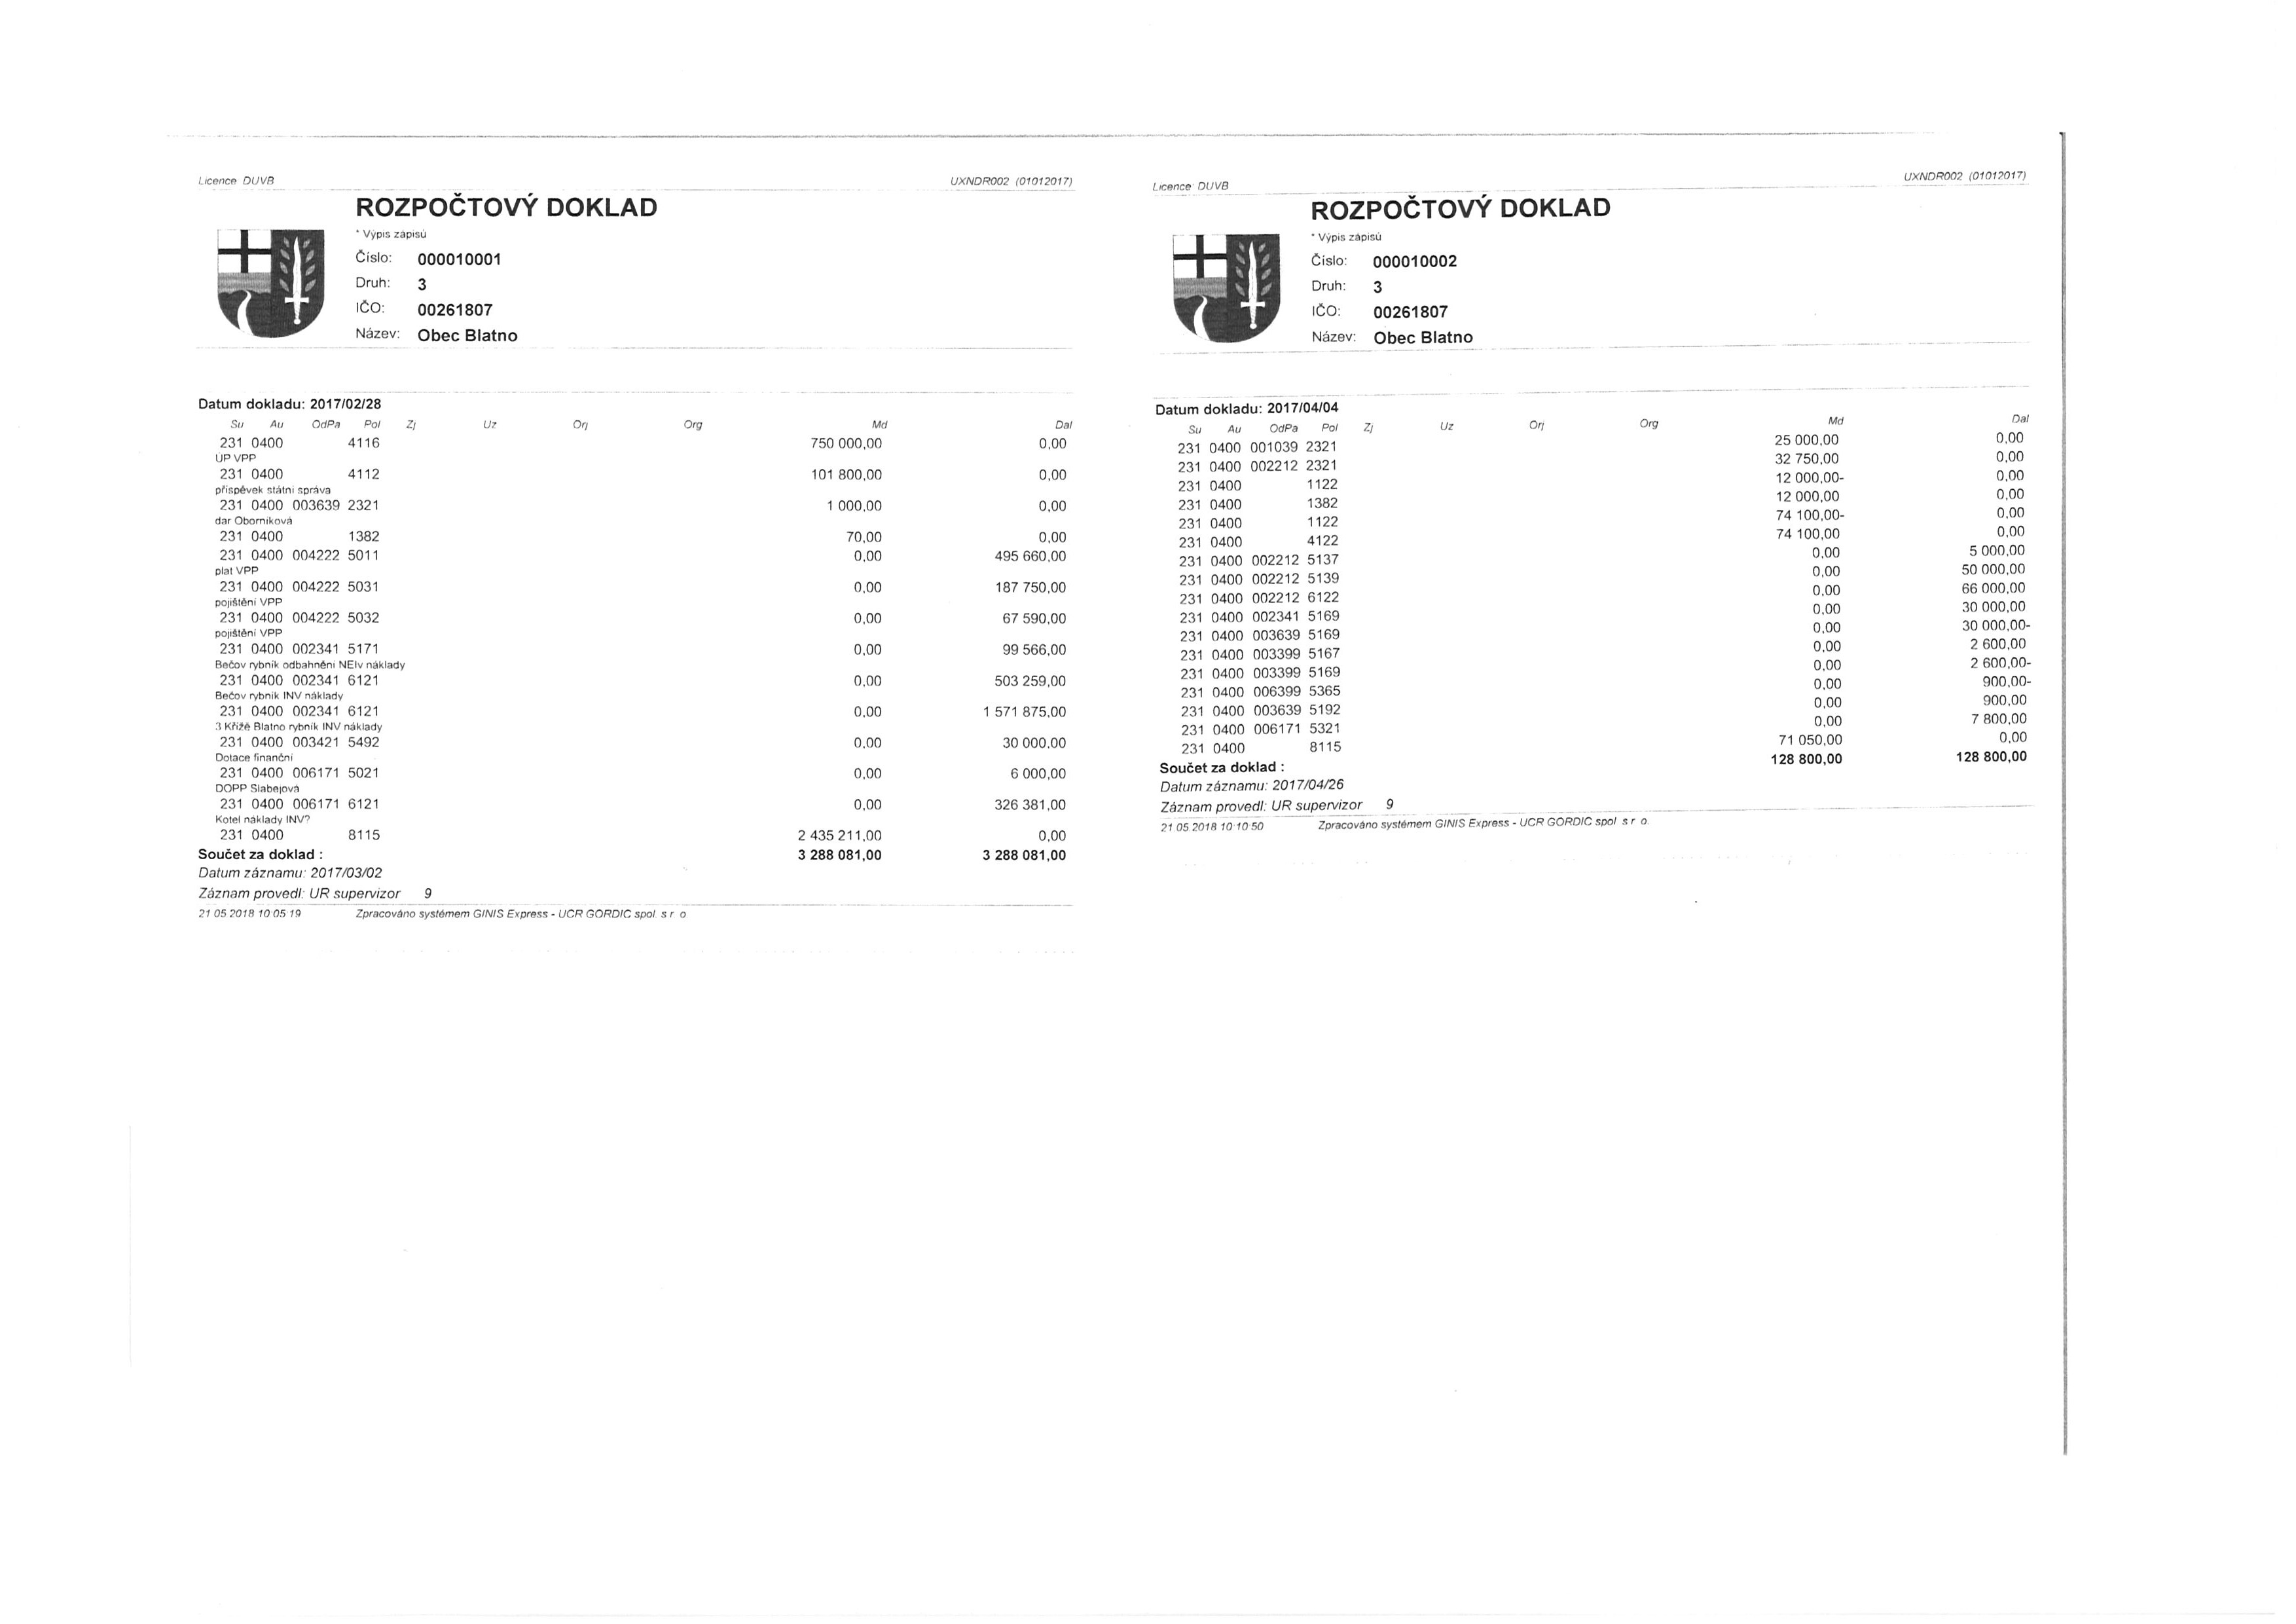 Licence DUVB UXNDR002 (01012017)
ROZPOČTOVÝ DOKLAD
* Výpis zápisů
Číslo: 000010001
Druh: 3
IČO: 00261807
Název: Obec Blatno
Datum dokladu: 2017/02/28
Su Au OdPa Pol Zj Uz Orj Org Md Dal
231 0400 4116 750 000,00 0,00
ÚP VPP
231 0400 4112 101 800,00 0,00
příspěvek státní správa
231 0400 003639 2321 1 000,00 0,00
dar Oborníková
231 0400 1382 70,00 0,00
231 0400 004222 5011 0,00 495 660,00
plat VPP
231 0400 004222 5031 0,00 187 750,00
pojištění VPP
231 0400 004222 5032 0,00 67 590,00
pojištění VPP
231 0400 002341 5171 0,00 99 566,00
Bečov rybník odbahnění NEIv náklady
231 0400 002341 6121 0,00 503 259,00
Bečov rybník INV náklady
231 0400 002341 6121 0,00 1 571 875,00
3 Kříže Blatno rybník INV náklady
231 0400 003421 5492 0,00 30 000,00
Dotace finanční
231 0400 006171 5021 0,00 6 000,00
DOPP Slabejová
231 0400 006171 6121 0,00 326 381,00
Kotel náklady INV?
231 0400 8115 2 435 211,00 0,00
Součet za doklad : 3 288 081,00 3 288 081,00
Datum záznamu: 2017/03/02
Záznam provedl: UR supervizor 9
21 05 2018 10 05 19 Zpracováno systémem GINIS Express - UCR GORDIC spol. s r o
Licence DUVB UXNDR002 (01012017)
ROZPOČTOVÝ DOKLAD
* Výpis zápisů
Číslo: 000010002
Druh: 3
IČO: 00261807
Název: Obec Blatno
Datum dokladu: 2017/04/04
Su Au OdPa Pol Zj Uz Orj Org Md Dal
231 0400 001039 2321 25 000,00 0,00
231 0400 002212 2321 32 750,00 0,00
231 0400 1122 12 000,00- 0,00
231 0400 1382 12 000,00 0,00
231 0400 1122 74 100,00- 0,00
231 0400 4122 74 100,00 0,00
231 0400 002212 5137 0,00 5 000,00
231 0400 002212 5139 0,00 50 000,00
231 0400 002212 6122 0,00 66 000,00
231 0400 002341 5169 0,00 30 000,00
231 0400 003639 5169 0,00 30 000,00-
231 0400 003399 5167 0,00 2 600,00
231 0400 003399 5169 0,00 2 600,00-
231 0400 006399 5365 0,00 900,00-
231 0400 003639 5192 0,00 900,00
231 0400 006171 5321 0,00 7 800,00
231 0400 8115 71 050,00 0,00
Součet za doklad : 128 800,00 128 800,00
Datum záznamu: 2017/04/26
Záznam provedl: UR supervizor 9
21 05 2018 10 10 50 Zpracováno systémem GINIS Express - UCR GORDIC spol s r o.